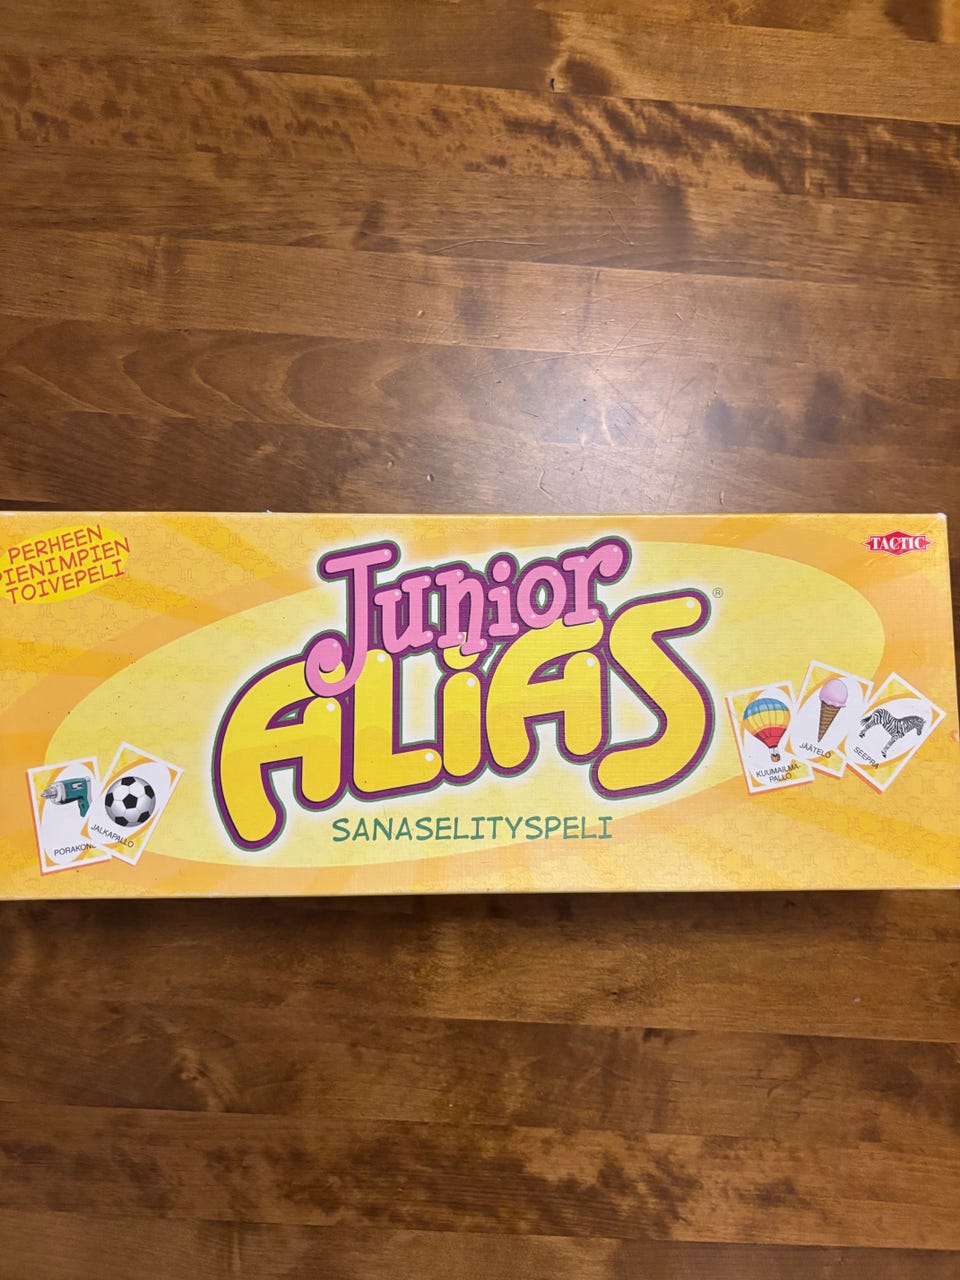 PERHEEN
PIENIMPIEN
TOIVEPELI
TACTIC
Junior
ALiAS®
SANASELITYSPELI
JALKAPALLO
KUUMAILMA-
PALLO
JÄÄTELÖ
SEEPRA